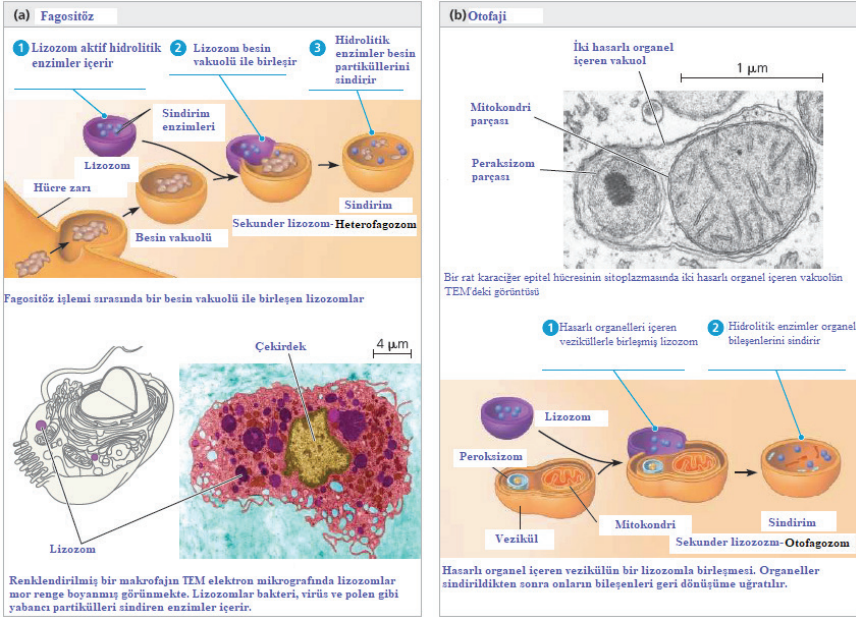 (a) Fagositöz
1 Lizozom aktif hidrolitik
enzimler içerir
2 Lizozom besin
vakuolü ile birleşir
3 Hidrolitik
enzimler besin
partiküllerini
sindirir
Sindirim
enzimleri
Lizozom
Hücre zarı
Besin vakuolü
Sindirim
Sekunder lizozom-Heterofagozom
Fagositöz işlemi sırasında bir besin vakuolü ile birleşen lizozomlar
Çekirdek
4 µm
Lizozom
Renklendirilmiş bir makrofajın TEM elektron mikrografında lizozomlar
mor renge boyanmış görünmekte. Lizozomlar bakteri, virüs ve polen gibi
yabancı partikülleri sindiren enzimler içerir.
(b) Otofaji
İki hasarlı organel
içeren vakuol
1 µm
Mitokondri
parçası
Peraksizom
parçası
Bir rat karaciğer epitel hücresinin sitoplazmasında iki hasarlı organel içeren vakuolün
TEM'deki görüntüsü
1 Hasarlı organelleri içeren
veziküllerle birleşmiş lizozom
2 Hidrolitik enzimler organel
bileşenlerini sindirir
Lizozom
Peroksizom
Vezikül
Mitokondri
Sindirim
Sekunder lizozozm-Otofagozom
Hasarlı organel içeren vezikülün bir lizozomla birleşmesi. Organeller
sindirildikten sonra onların bileşenleri geri dönüşüme uğratılır.